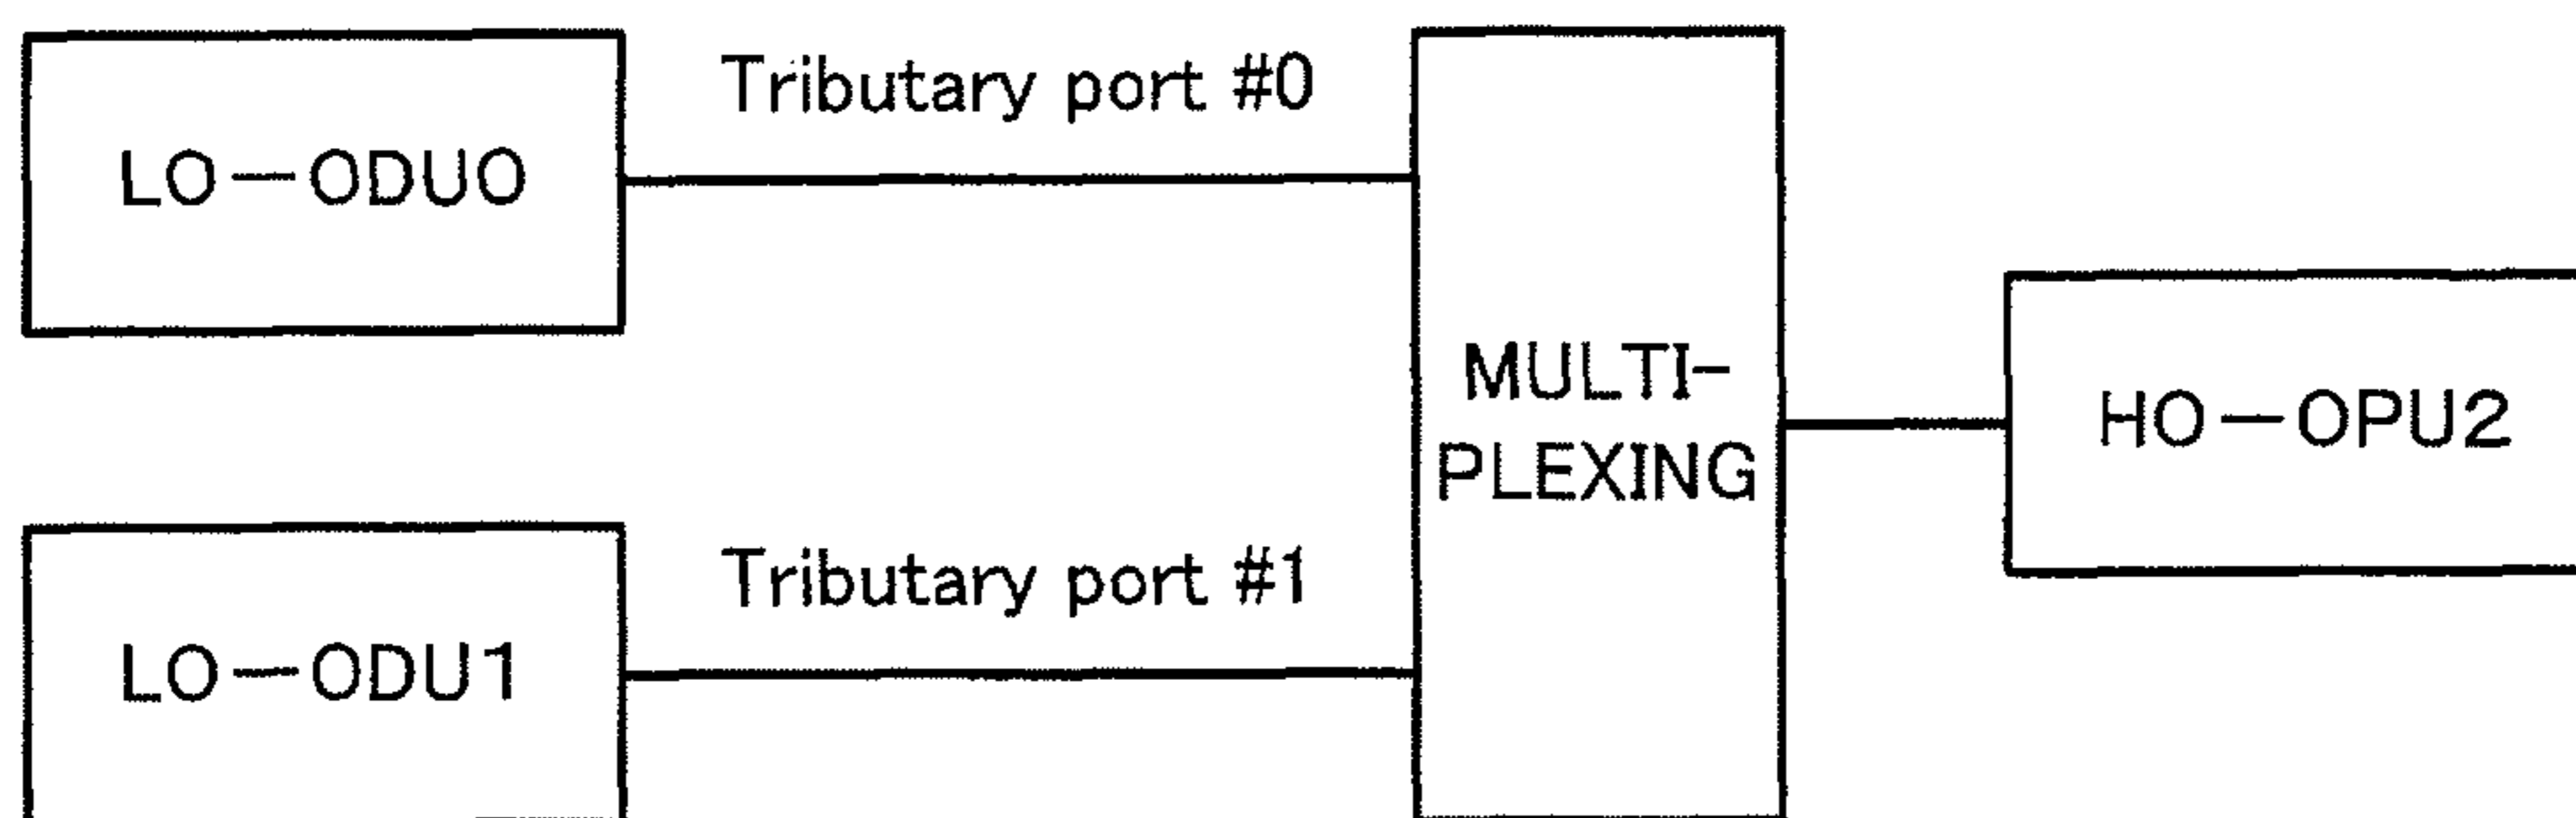 Tributary port #0
LO-ODU0
MULTI-
PLEXING
HO-OPU2
Tributary port #1
LO-ODU1